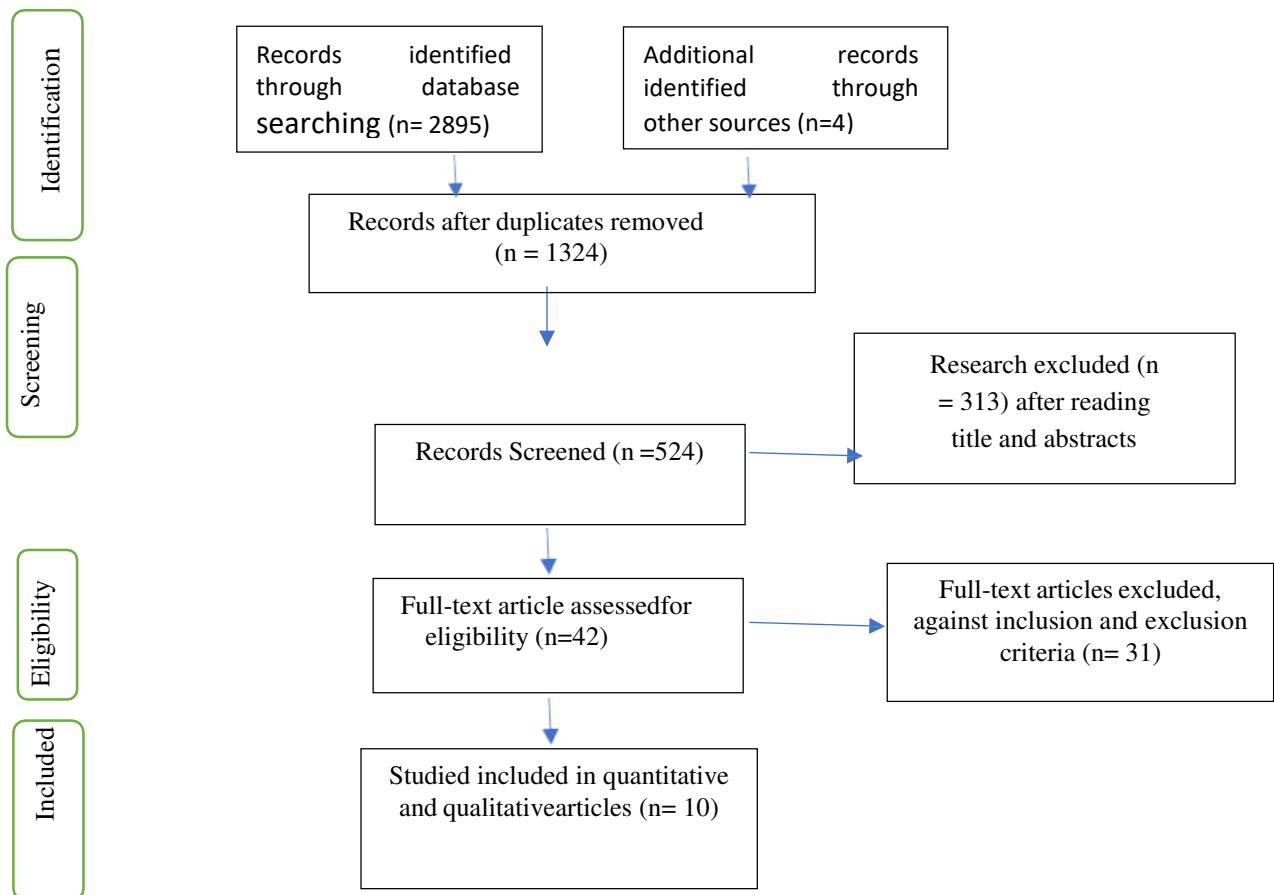 Identification
Records identified
through database
searching (n= 2895)
Additional records
identified through
other sources (n=4)
Records after duplicates removed
(n = 1324)
Screening
Research excluded (n
= 313) after reading
title and abstracts
Records Screened (n =524)
Eligibility
Full-text article assessedfor
eligibility (n=42)
Full-text articles excluded,
against inclusion and exclusion
criteria (n= 31)
Included
Studied included in quantitative
and qualitativearticles (n= 10)